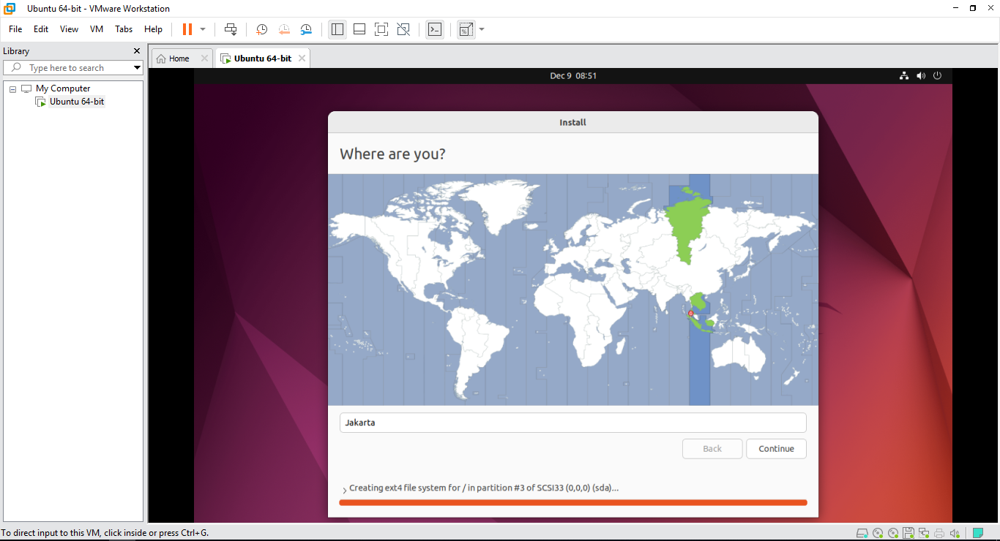 Ubuntu 64-bit - VMware Workstation
File Edit View VM Tabs Help
Library
Home
Ubuntu 64-bit
Type here to search
My Computer
Ubuntu 64-bit
Dec 9 08:51
Install
Where are you?
Jakarta
Back
Continue
Creating ext4 file system for / in partition #3 of SCSI33 (0,0,0) (sda)...
To direct input to this VM, click inside or press Ctrl+G.